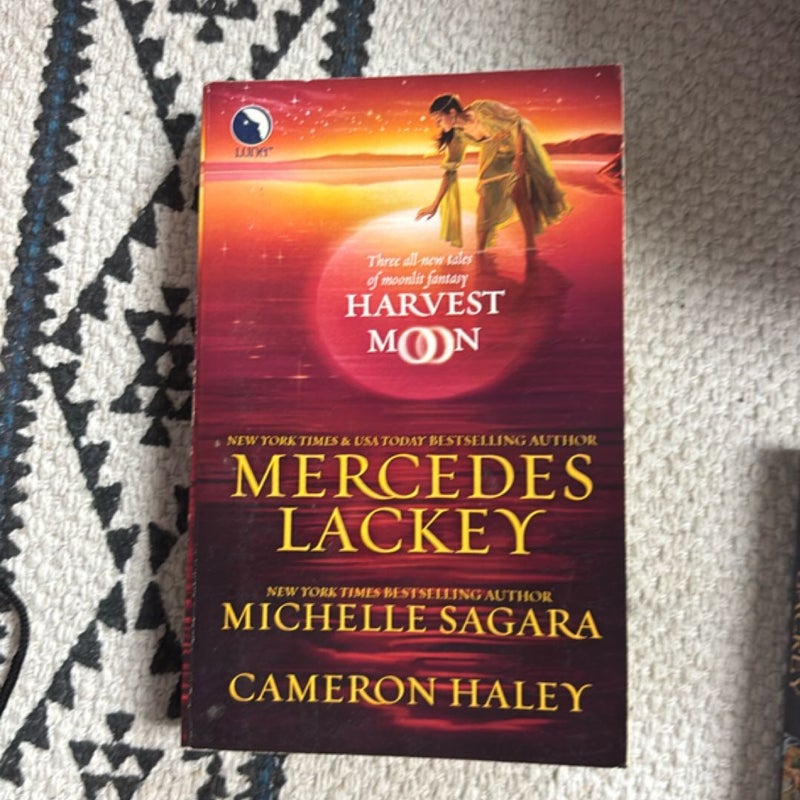 LUNA
Three all-new tales
of moonlit fantasy
HARVEST
MOON
NEW YORK TIMES & USA TODAY BESTSELLING AUTHOR
MERCEDES
LACKEY
NEW YORK TIMES BESTSELLING AUTHOR
MICHELLE SAGARA
CAMERON HALEY